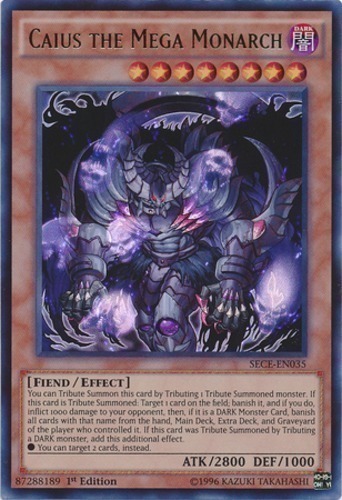 CAIUS THE MEGA MONARCH
DARK
闇
SECE-EN035
[FIEND / EFFECT]
You can Tribute Summon this card by Tributing 1 Tribute Summoned monster. If
this card is Tribute Summoned: Target 1 card on the field; banish it, and if you do,
inflict 1000 damage to your opponent, then, if it is a DARK Monster Card, banish
all cards with that name from the hand, Main Deck, Extra Deck, and Graveyard
of the player who controlled it. If this card was Tribute Summoned by Tributing
a DARK monster, add this additional effect.
● You can target 2 cards, instead.
ATK/2800 DEF/1000
87288189 1st Edition ©1996 KAZUKI TAKAHASHI